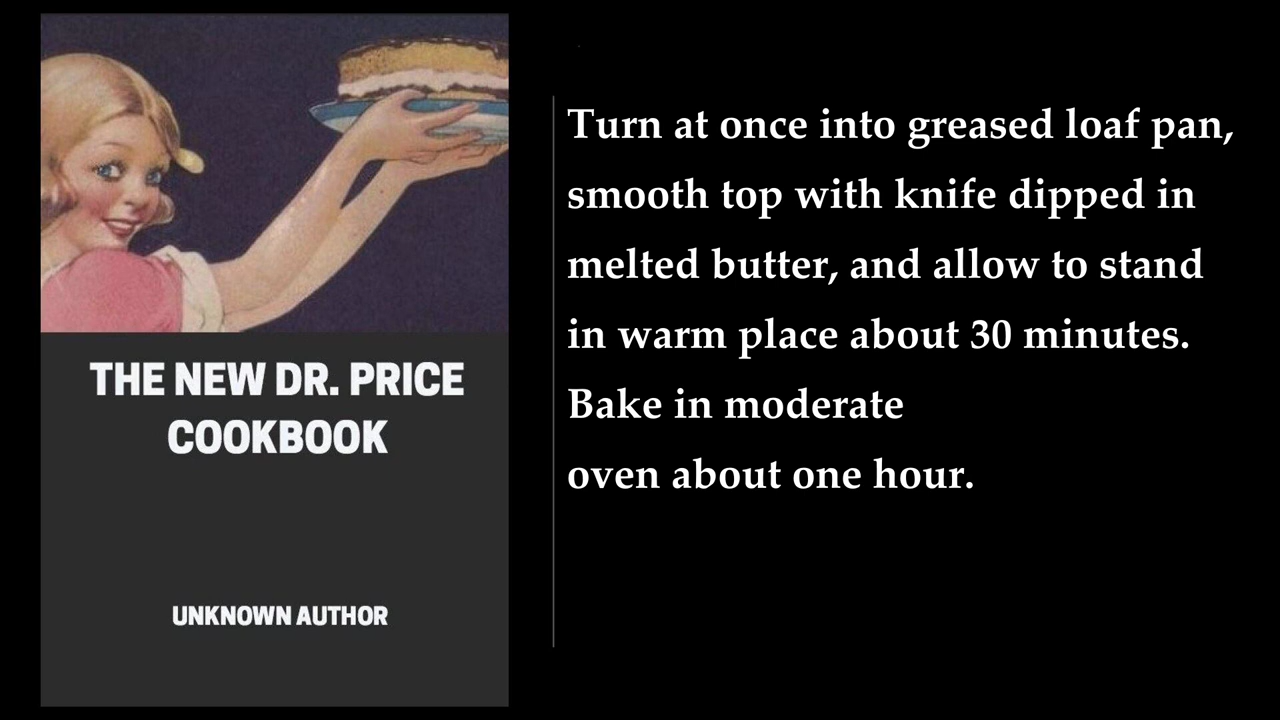 THE NEW DR. PRICE
COOKBOOK
UNKNOWN AUTHOR
Turn at once into greased loaf pan,
smooth top with knife dipped in
melted butter, and allow to stand
in warm place about 30 minutes.
Bake in moderate
oven about one hour.